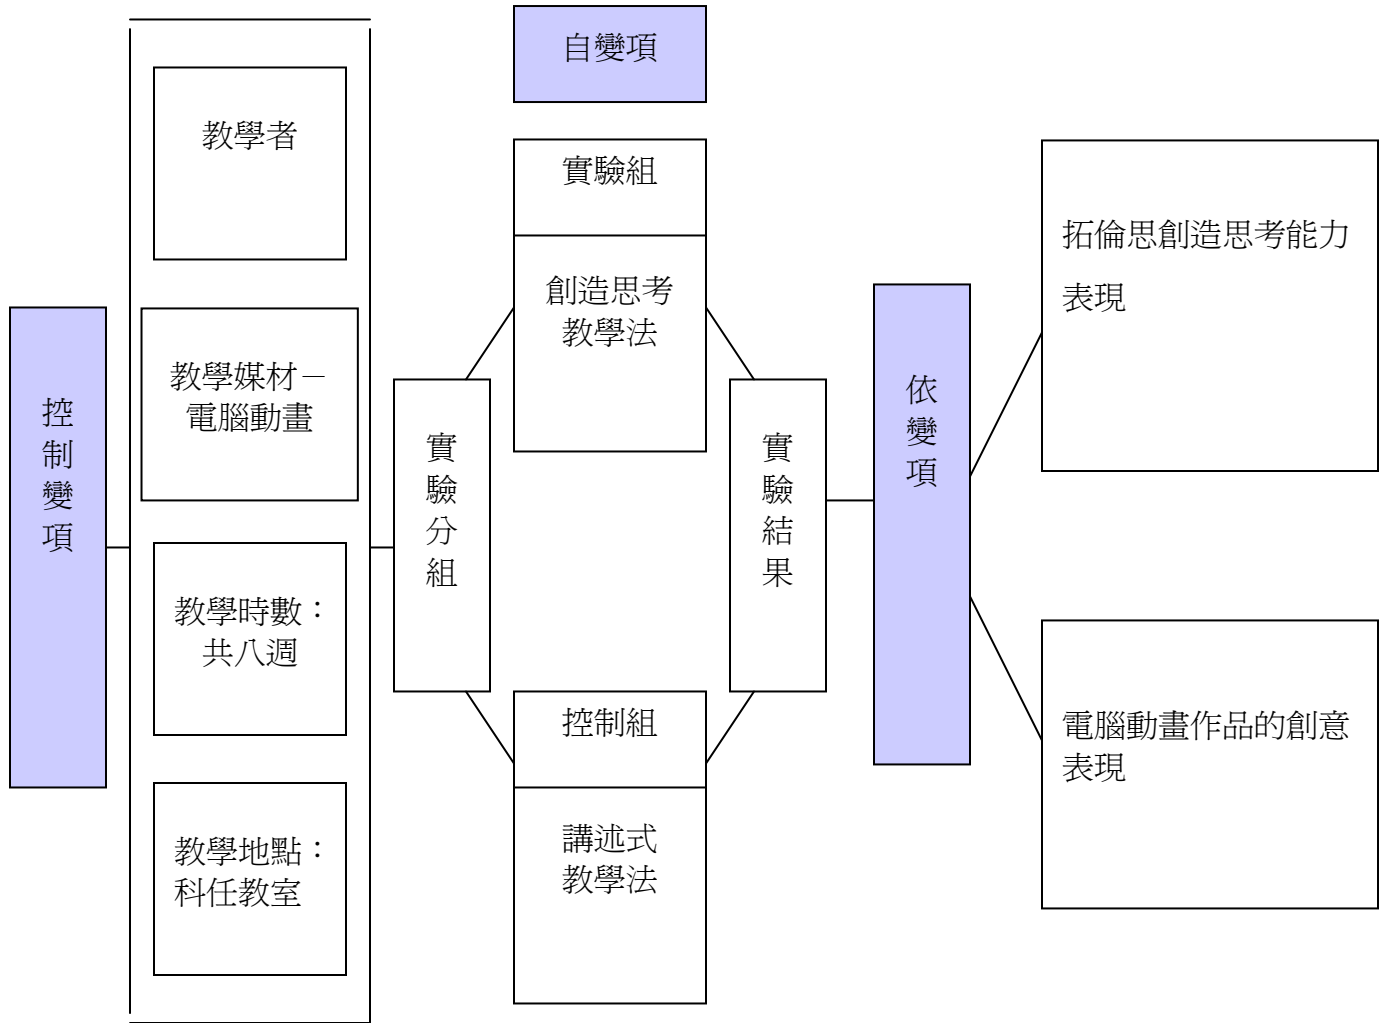 控制變項
教學者
教學媒材－
電腦動畫
教學時數：
共八週
教學地點：
科任教室
實驗分組
自變項
實驗組
創造思考
教學法
控制組
講述式
教學法
實驗結果
依變項
拓倫思創造思考能力
表現
電腦動畫作品的創意
表現